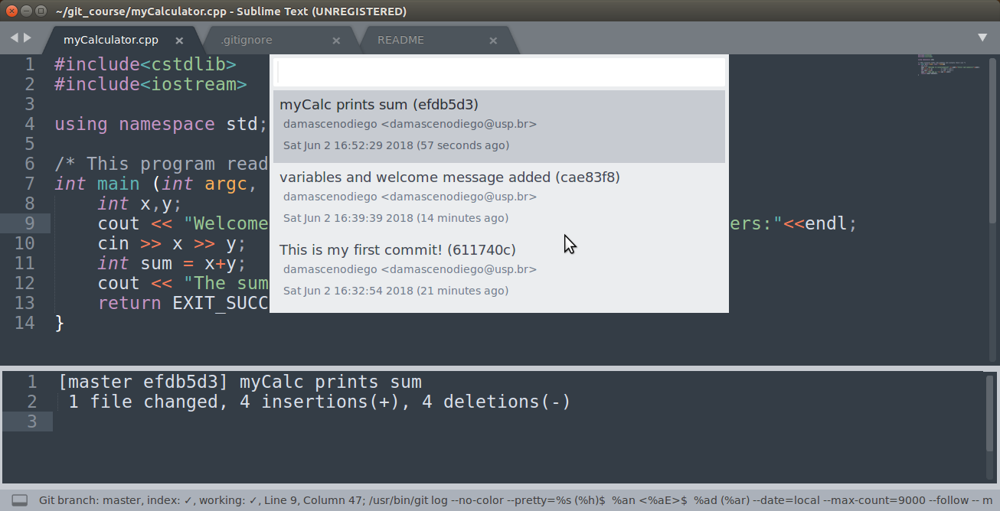 ~/git_course/myCalculator.cpp - Sublime Text (UNREGISTERED)
myCalculator.cpp × .gitignore × README ×
1 #include<cstdlib>
2 #include<iostream>
3
4 using namespace std;
5
6 /* This program read
7 int main (int argc,
8 int x,y;
9 cout << "Welcome ers:"<<endl;
10 cin >> x >> y;
11 int sum = x+y;
12 cout << "The sum
13 return EXIT_SUCC
14 }
myCalc prints sum (efdb5d3)
damascenodiego <damascenodiego@usp.br>
Sat Jun 2 16:52:29 2018 (57 seconds ago)
variables and welcome message added (cae83f8)
damascenodiego <damascenodiego@usp.br>
Sat Jun 2 16:39:39 2018 (14 minutes ago)
This is my first commit! (611740c)
damascenodiego <damascenodiego@usp.br>
Sat Jun 2 16:32:54 2018 (21 minutes ago)
1 [master efdb5d3] myCalc prints sum
2 1 file changed, 4 insertions(+), 4 deletions(-)
3
Git branch: master, index: ✓, working: ✓, Line 9, Column 47; /usr/bin/git log --no-color --pretty=%s (%h)$ %an <%aE>$ %ad (%ar) --date=local --max-count=9000 --follow -- m